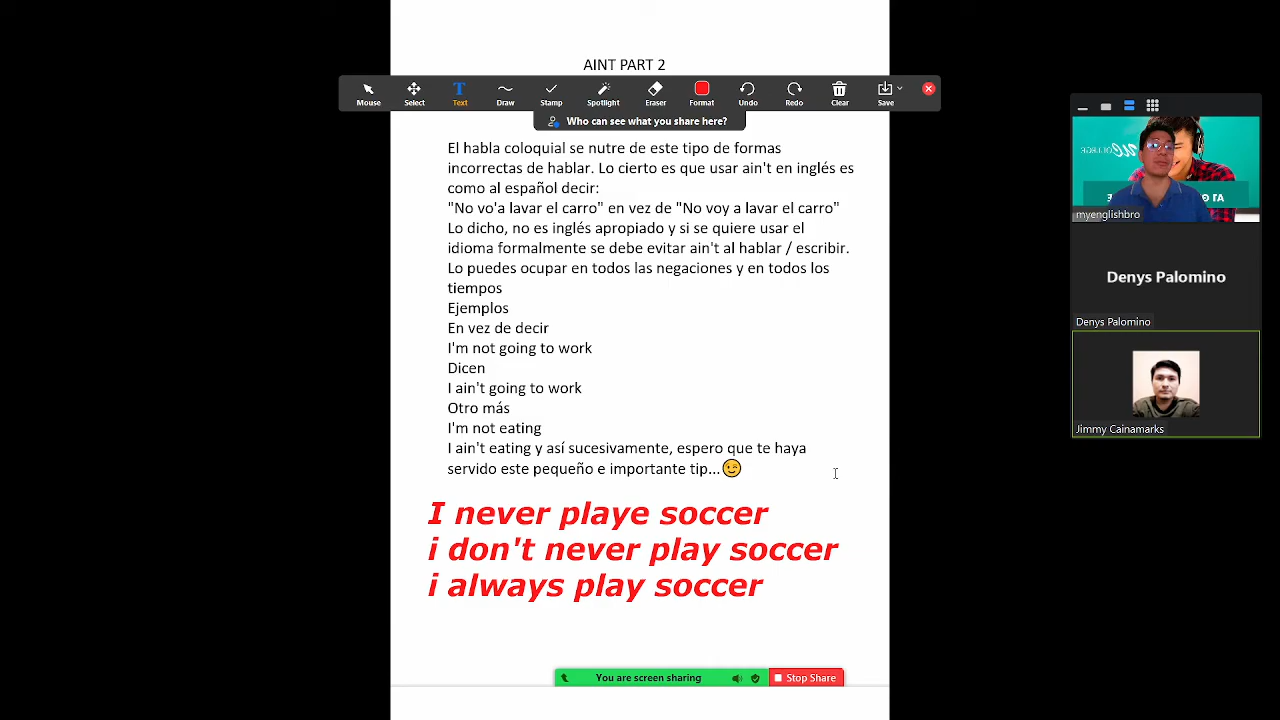 AINT PART 2
Mouse
Select
Text
Draw
Stamp
Spotlight
Eraser
Format
Undo
Redo
Clear
Save
Who can see what you share here?
El habla coloquial se nutre de este tipo de formas
incorrectas de hablar. Lo cierto es que usar ain't en inglés es
como al español decir:
"No vo'a lavar el carro" en vez de "No voy a lavar el carro"
Lo dicho, no es inglés apropiado y si se quiere usar el
idioma formalmente se debe evitar ain't al hablar / escribir.
Lo puedes ocupar en todos las negaciones y en todos los
tiempos
Ejemplos
En vez de decir
I'm not going to work
Dicen
I ain't going to work
Otro más
I'm not eating
I ain't eating y así sucesivamente, espero que te haya
servido este pequeño e importante tip...😉
I never playe soccer
i don't never play soccer
i always play soccer
You are screen sharing
Stop Share
myenglishbro
Denys Palomino
Denys Palomino
Jimmy Cainamarks